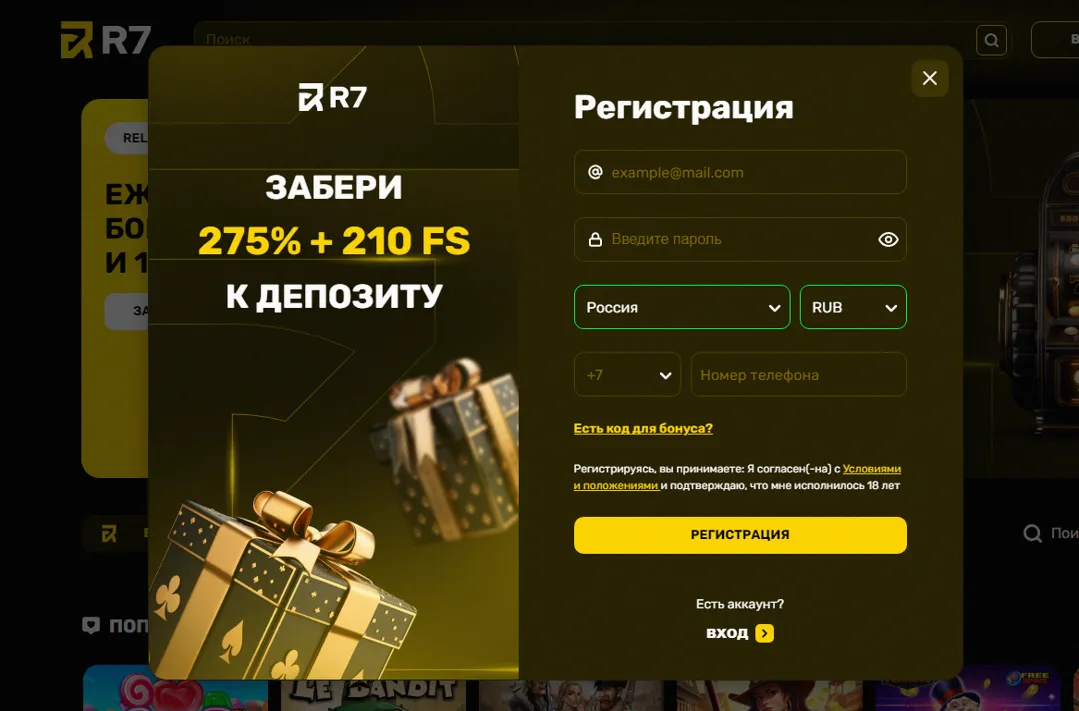 R7
Поиск
R7
ЗАБЕРИ
275% + 210 FS
К ДЕПОЗИТУ
Регистрация
example@mail.com
Введите пароль
Россия
RUB
+7
Номер телефона
Есть код для бонуса?
Регистрируясь, вы принимаете: Я согласен(-на) с Условиями
и положениями и подтверждаю, что мне исполнилось 18 лет
РЕГИСТРАЦИЯ
Есть аккаунт?
ВХОД
LE BANDIT
FREE